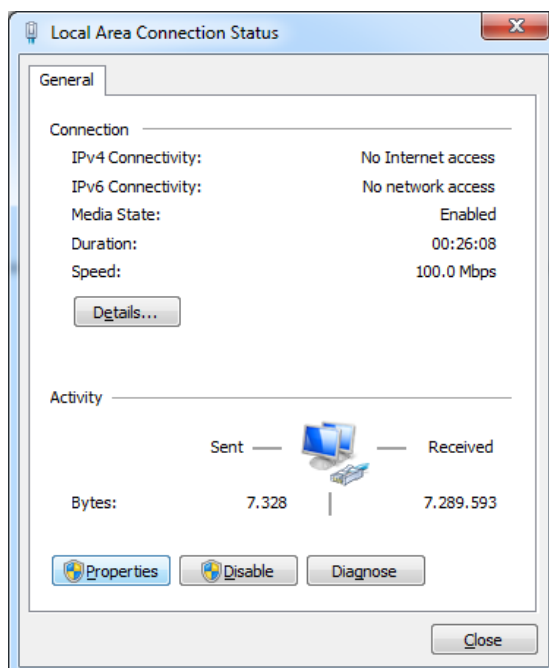 Local Area Connection Status
General
Connection
IPv4 Connectivity: No Internet access
IPv6 Connectivity: No network access
Media State: Enabled
Duration: 00:26:08
Speed: 100.0 Mbps
Details...
Activity
Sent Received
Bytes: 7.328 7.289.593
Properties Disable Diagnose
Close